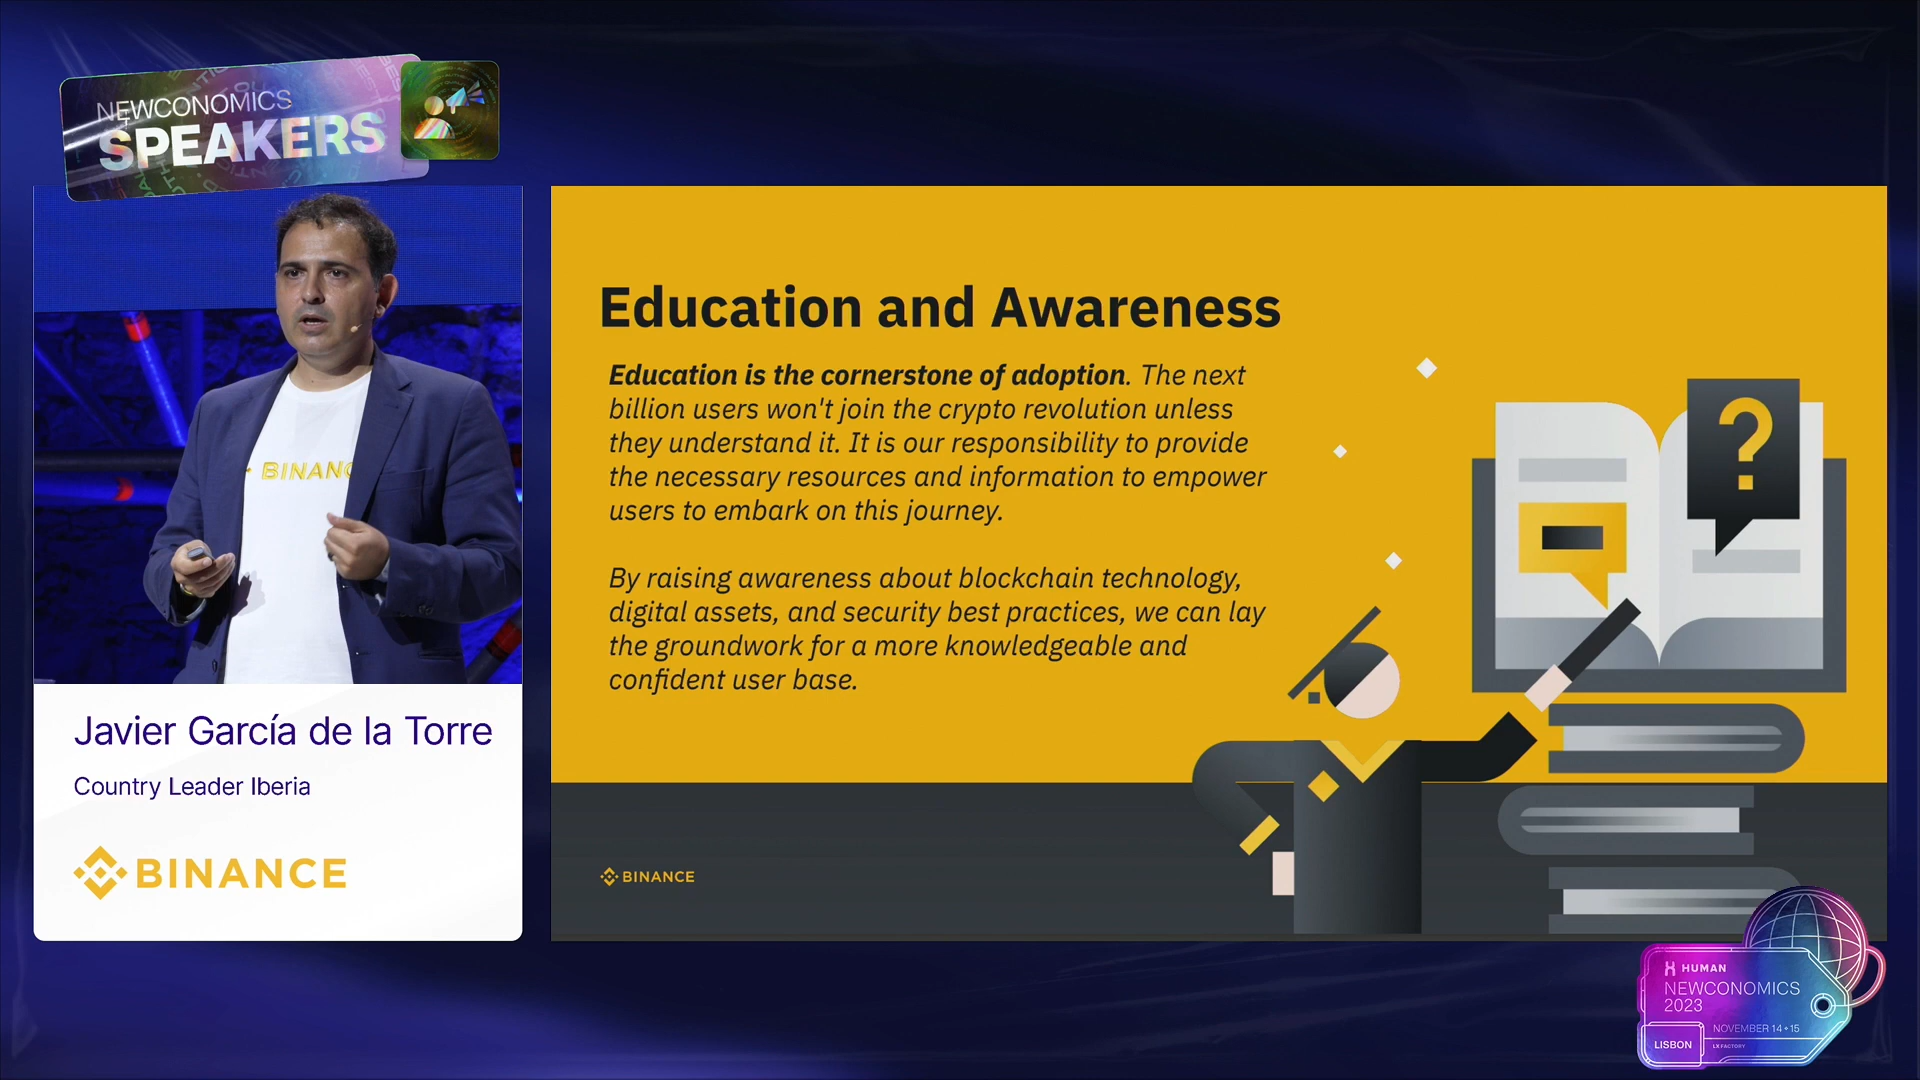 NEWCONOMICS
SPEAKERS
BINANC
Javier García de la Torre
Country Leader Iberia
BINANCE
Education and Awareness
Education is the cornerstone of adoption. The next
billion users won't join the crypto revolution unless
they understand it. It is our responsibility to provide
the necessary resources and information to empower
users to embark on this journey.
By raising awareness about blockchain technology,
digital assets, and security best practices, we can lay
the groundwork for a more knowledgeable and
confident user base.
?
BINANCE
HUMAN
NEWCONOMICS
2023
NOVEMBER 14+15
LISBON
LX FACTORY